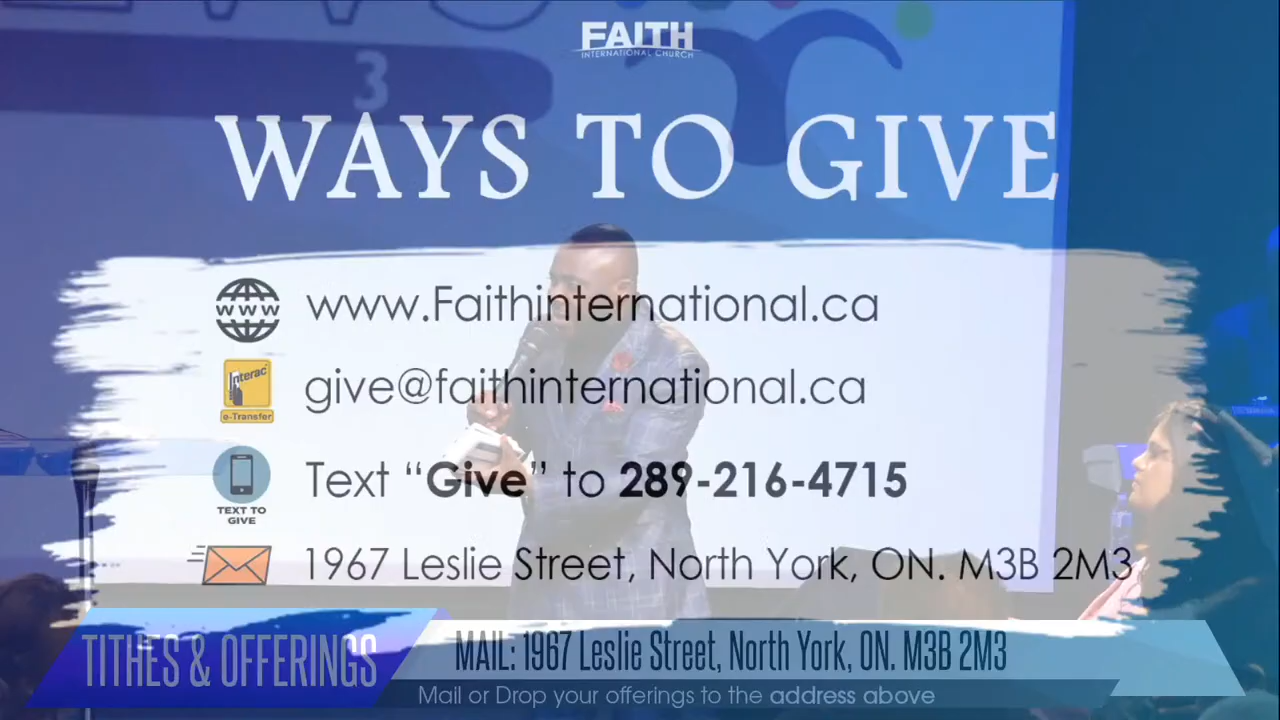 FAITH
INTERNATIONAL CHURCH
3
WAYS TO GIVE
WWW
www.Faithinternational.ca
Interac
e-Transfer
give@faithinternational.ca
TEXT TO
GIVE
Text “Give” to 289-216-4715
1967 Leslie Street, North York, ON. M3B 2M3
TITHES & OFFERINGS
MAIL: 1967 Leslie Street, North York, ON. M3B 2M3
Mail or Drop your offerings to the address above